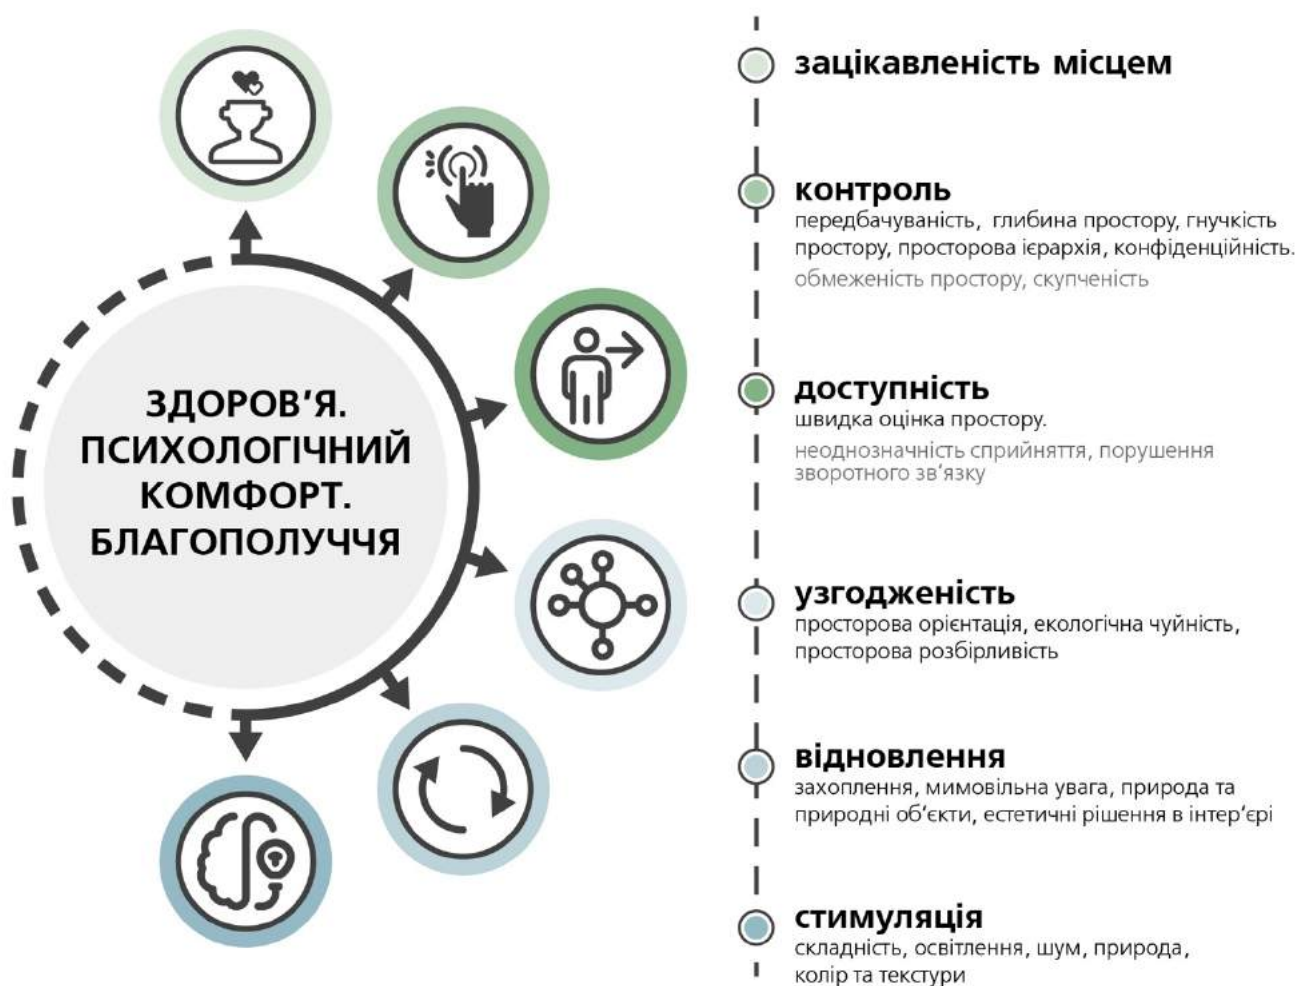 ЗДОРОВ'Я.
ПСИХОЛОГІЧНИЙ
КОМФОРТ.
БЛАГОПОЛУЧЧЯ
зацікавленість місцем
контроль
передбачуваність, глибина простору, гнучкість
простору, просторова ієрархія, конфіденційність.
обмеженість простору, скупченість
доступність
швидка оцінка простору.
неоднозначність сприйняття, порушення
зворотного зв'язку
узгодженість
просторова орієнтація, екологічна чуйність,
просторова розбірливість
відновлення
захоплення, мимовільна увага, природа та
природні об'єкти, естетичні рішення в інтер'єрі
стимуляція
складність, освітлення, шум, природа,
колір та текстури